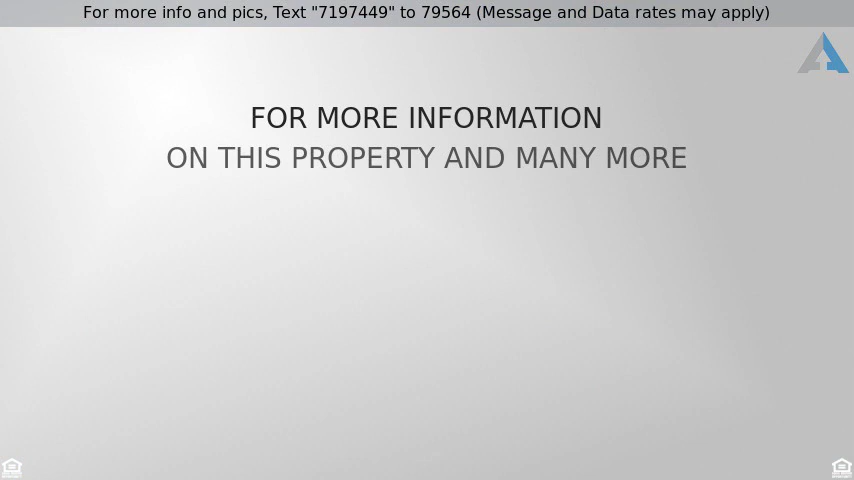 For more info and pics, Text "7197449" to 79564 (Message and Data rates may apply)
FOR MORE INFORMATION
ON THIS PROPERTY AND MANY MORE